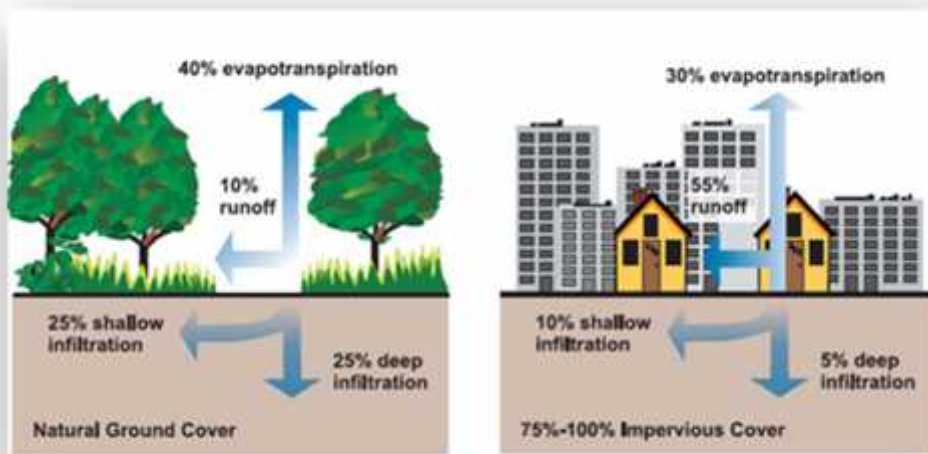 40% evapotranspiration
10%
runoff
25% shallow
infiltration
25% deep
infiltration
Natural Ground Cover
30% evapotranspiration
55%
runoff
10% shallow
infiltration
5% deep
infiltration
75%-100% Impervious Cover